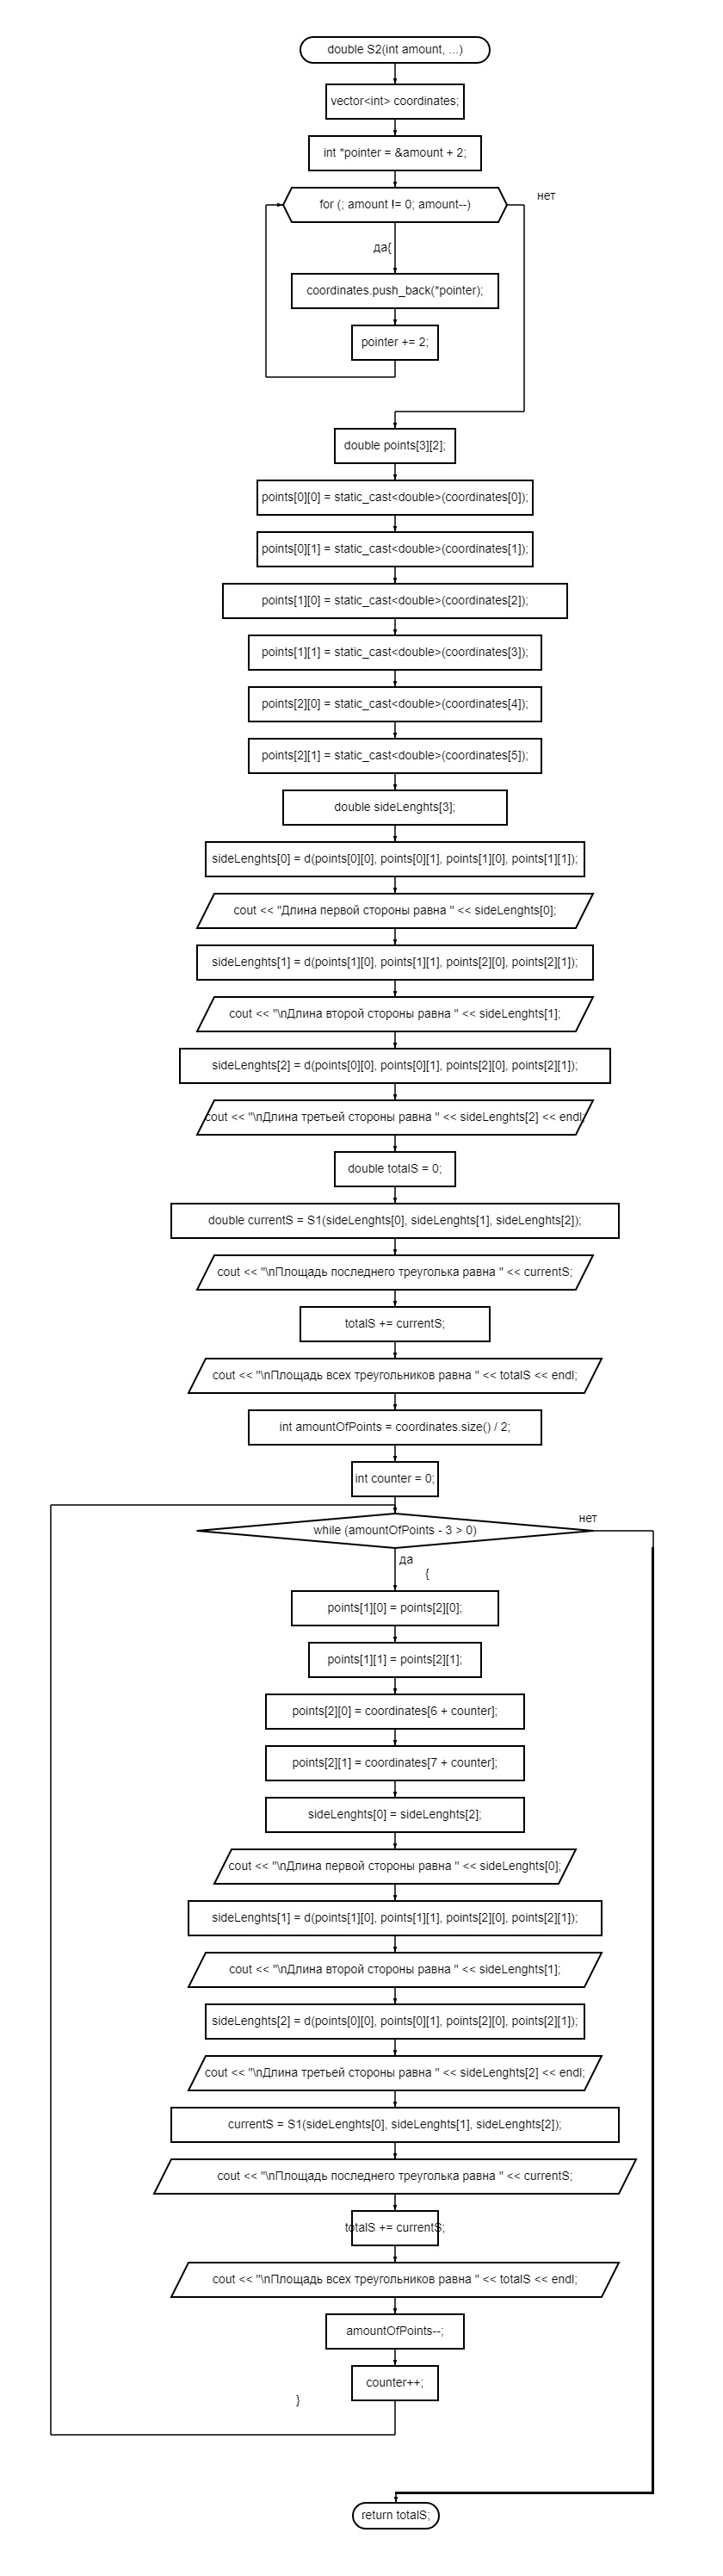 double S2(int amount, ...)
vector<int> coordinates;
int *pointer = &amount + 2;
for (; amount != 0; amount--)
нет
да{
coordinates.push_back(*pointer);
pointer += 2;
double points[3][2];
points[0][0] = static_cast<double>(coordinates[0]);
points[0][1] = static_cast<double>(coordinates[1]);
points[1][0] = static_cast<double>(coordinates[2]);
points[1][1] = static_cast<double>(coordinates[3]);
points[2][0] = static_cast<double>(coordinates[4]);
points[2][1] = static_cast<double>(coordinates[5]);
double sideLenghts[3];
sideLenghts[0] = d(points[0][0], points[0][1], points[1][0], points[1][1]);
cout << "Длина первой стороны равна " << sideLenghts[0];
sideLenghts[1] = d(points[1][0], points[1][1], points[2][0], points[2][1]);
cout << "\nДлина второй стороны равна " << sideLenghts[1];
sideLenghts[2] = d(points[0][0], points[0][1], points[2][0], points[2][1]);
cout << "\nДлина третьей стороны равна " << sideLenghts[2] << endl;
double totalS = 0;
double currentS = S1(sideLenghts[0], sideLenghts[1], sideLenghts[2]);
cout << "\nПлощадь последнего треуголька равна " << currentS;
totalS += currentS;
cout << "\nПлощадь всех треугольников равна " << totalS << endl;
int amountOfPoints = coordinates.size() / 2;
int counter = 0;
нет
while (amountOfPoints - 3 > 0)
да
{
points[1][0] = points[2][0];
points[1][1] = points[2][1];
points[2][0] = coordinates[6 + counter];
points[2][1] = coordinates[7 + counter];
sideLenghts[0] = sideLenghts[2];
cout << "\nДлина первой стороны равна " << sideLenghts[0];
sideLenghts[1] = d(points[1][0], points[1][1], points[2][0], points[2][1]);
cout << "\nДлина второй стороны равна " << sideLenghts[1];
sideLenghts[2] = d(points[0][0], points[0][1], points[2][0], points[2][1]);
cout << "\nДлина третьей стороны равна " << sideLenghts[2] << endl;
currentS = S1(sideLenghts[0], sideLenghts[1], sideLenghts[2]);
cout << "\nПлощадь последнего треуголька равна " << currentS;
totalS += currentS;
cout << "\nПлощадь всех треугольников равна " << totalS << endl;
amountOfPoints--;
counter++;
}
return totalS;